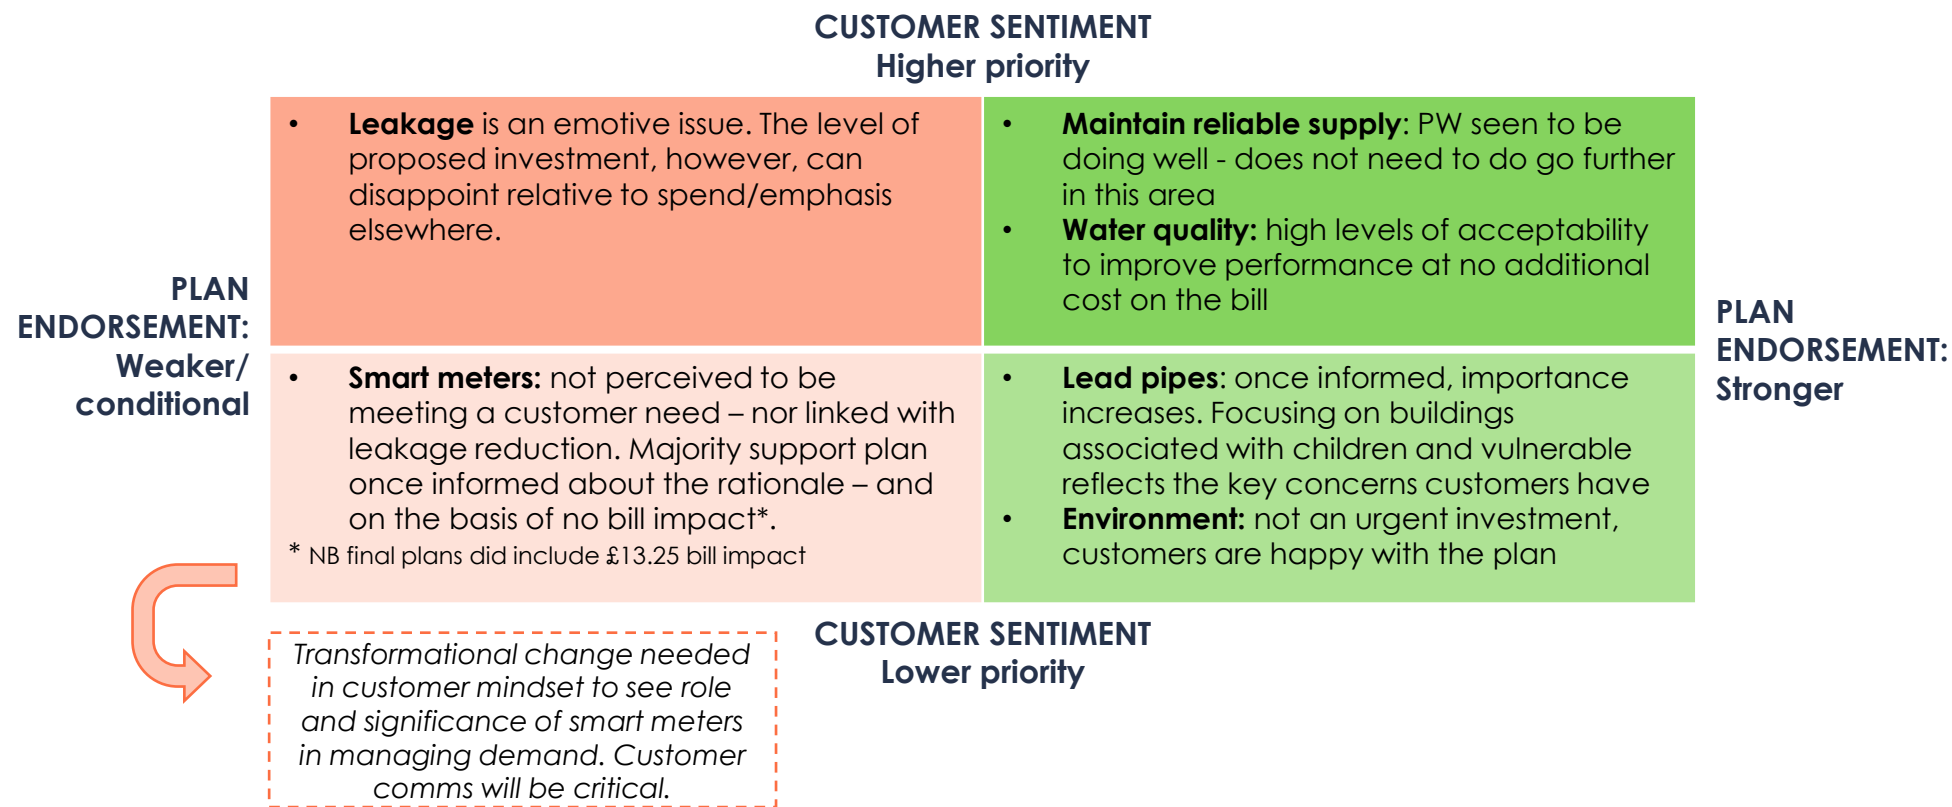 CUSTOMER SENTIMENT
Higher priority
• Leakage is an emotive issue. The level of
proposed investment, however, can
disappoint relative to spend/emphasis
elsewhere.
• Maintain reliable supply: PW seen to be
doing well - does not need to do go further
in this area
• Water quality: high levels of acceptability
to improve performance at no additional
cost on the bill
PLAN
ENDORSEMENT:
Weaker/
conditional
PLAN
ENDORSEMENT:
Stronger
• Smart meters: not perceived to be
meeting a customer need – nor linked with
leakage reduction. Majority support plan
once informed about the rationale – and
on the basis of no bill impact*.
* NB final plans did include £13.25 bill impact
• Lead pipes: once informed, importance
increases. Focusing on buildings
associated with children and vulnerable
reflects the key concerns customers have
• Environment: not an urgent investment,
customers are happy with the plan
CUSTOMER SENTIMENT
Lower priority
Transformational change needed
in customer mindset to see role
and significance of smart meters
in managing demand. Customer
comms will be critical.